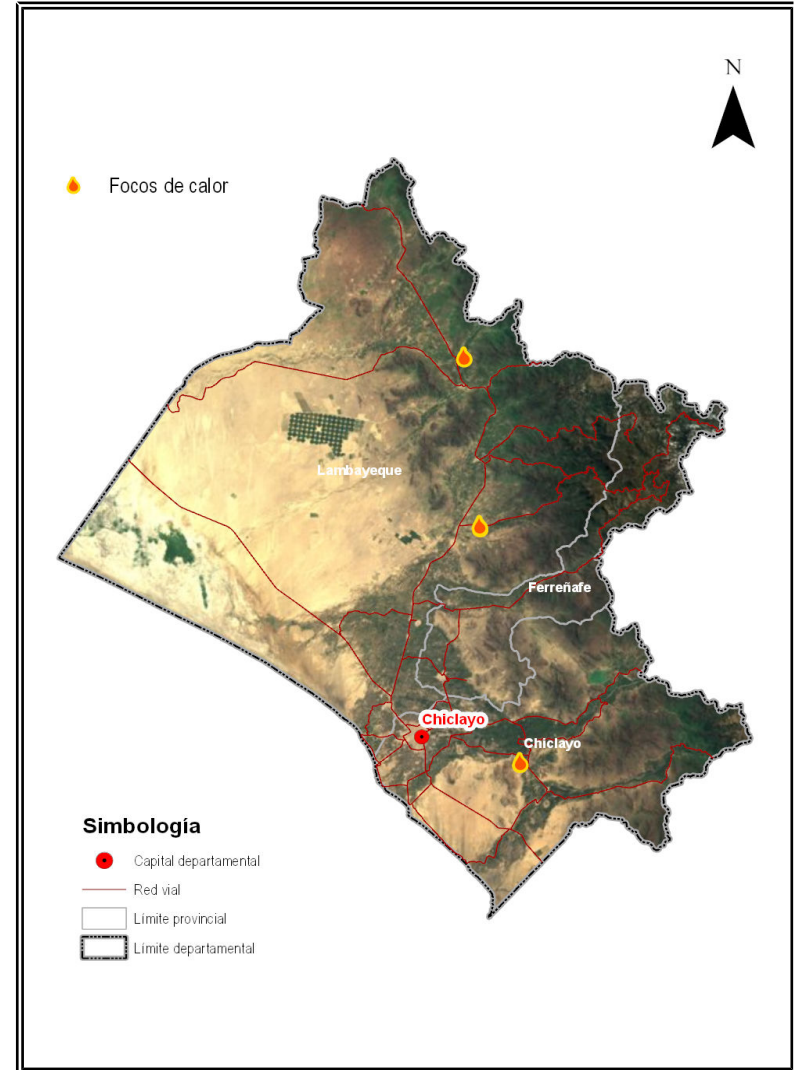 N
Focos de calor
Lambayeque
Ferreñafe
Chiclayo
Chiclayo
Simbología
Capital departamental
Red vial
Límite provincial
Límite departamental